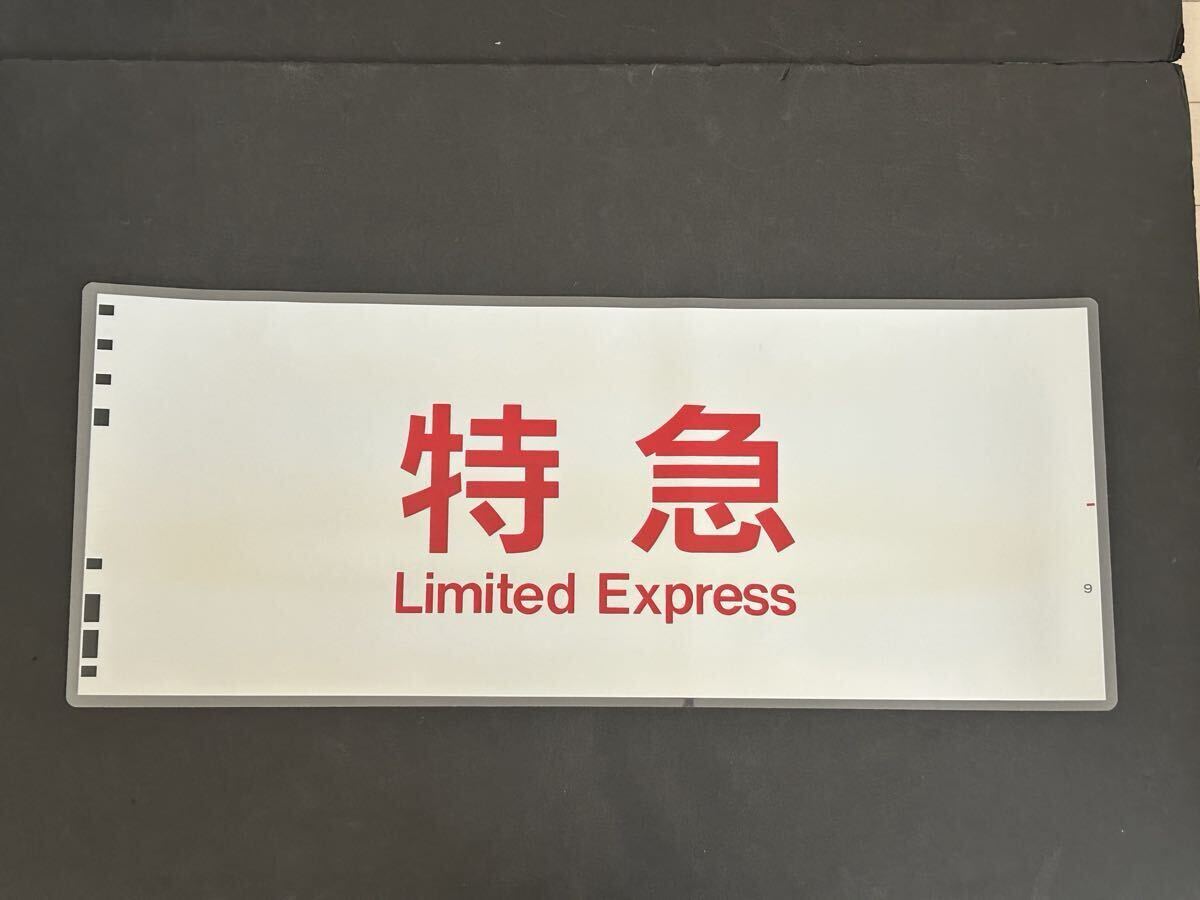 特急
Limited Express
9